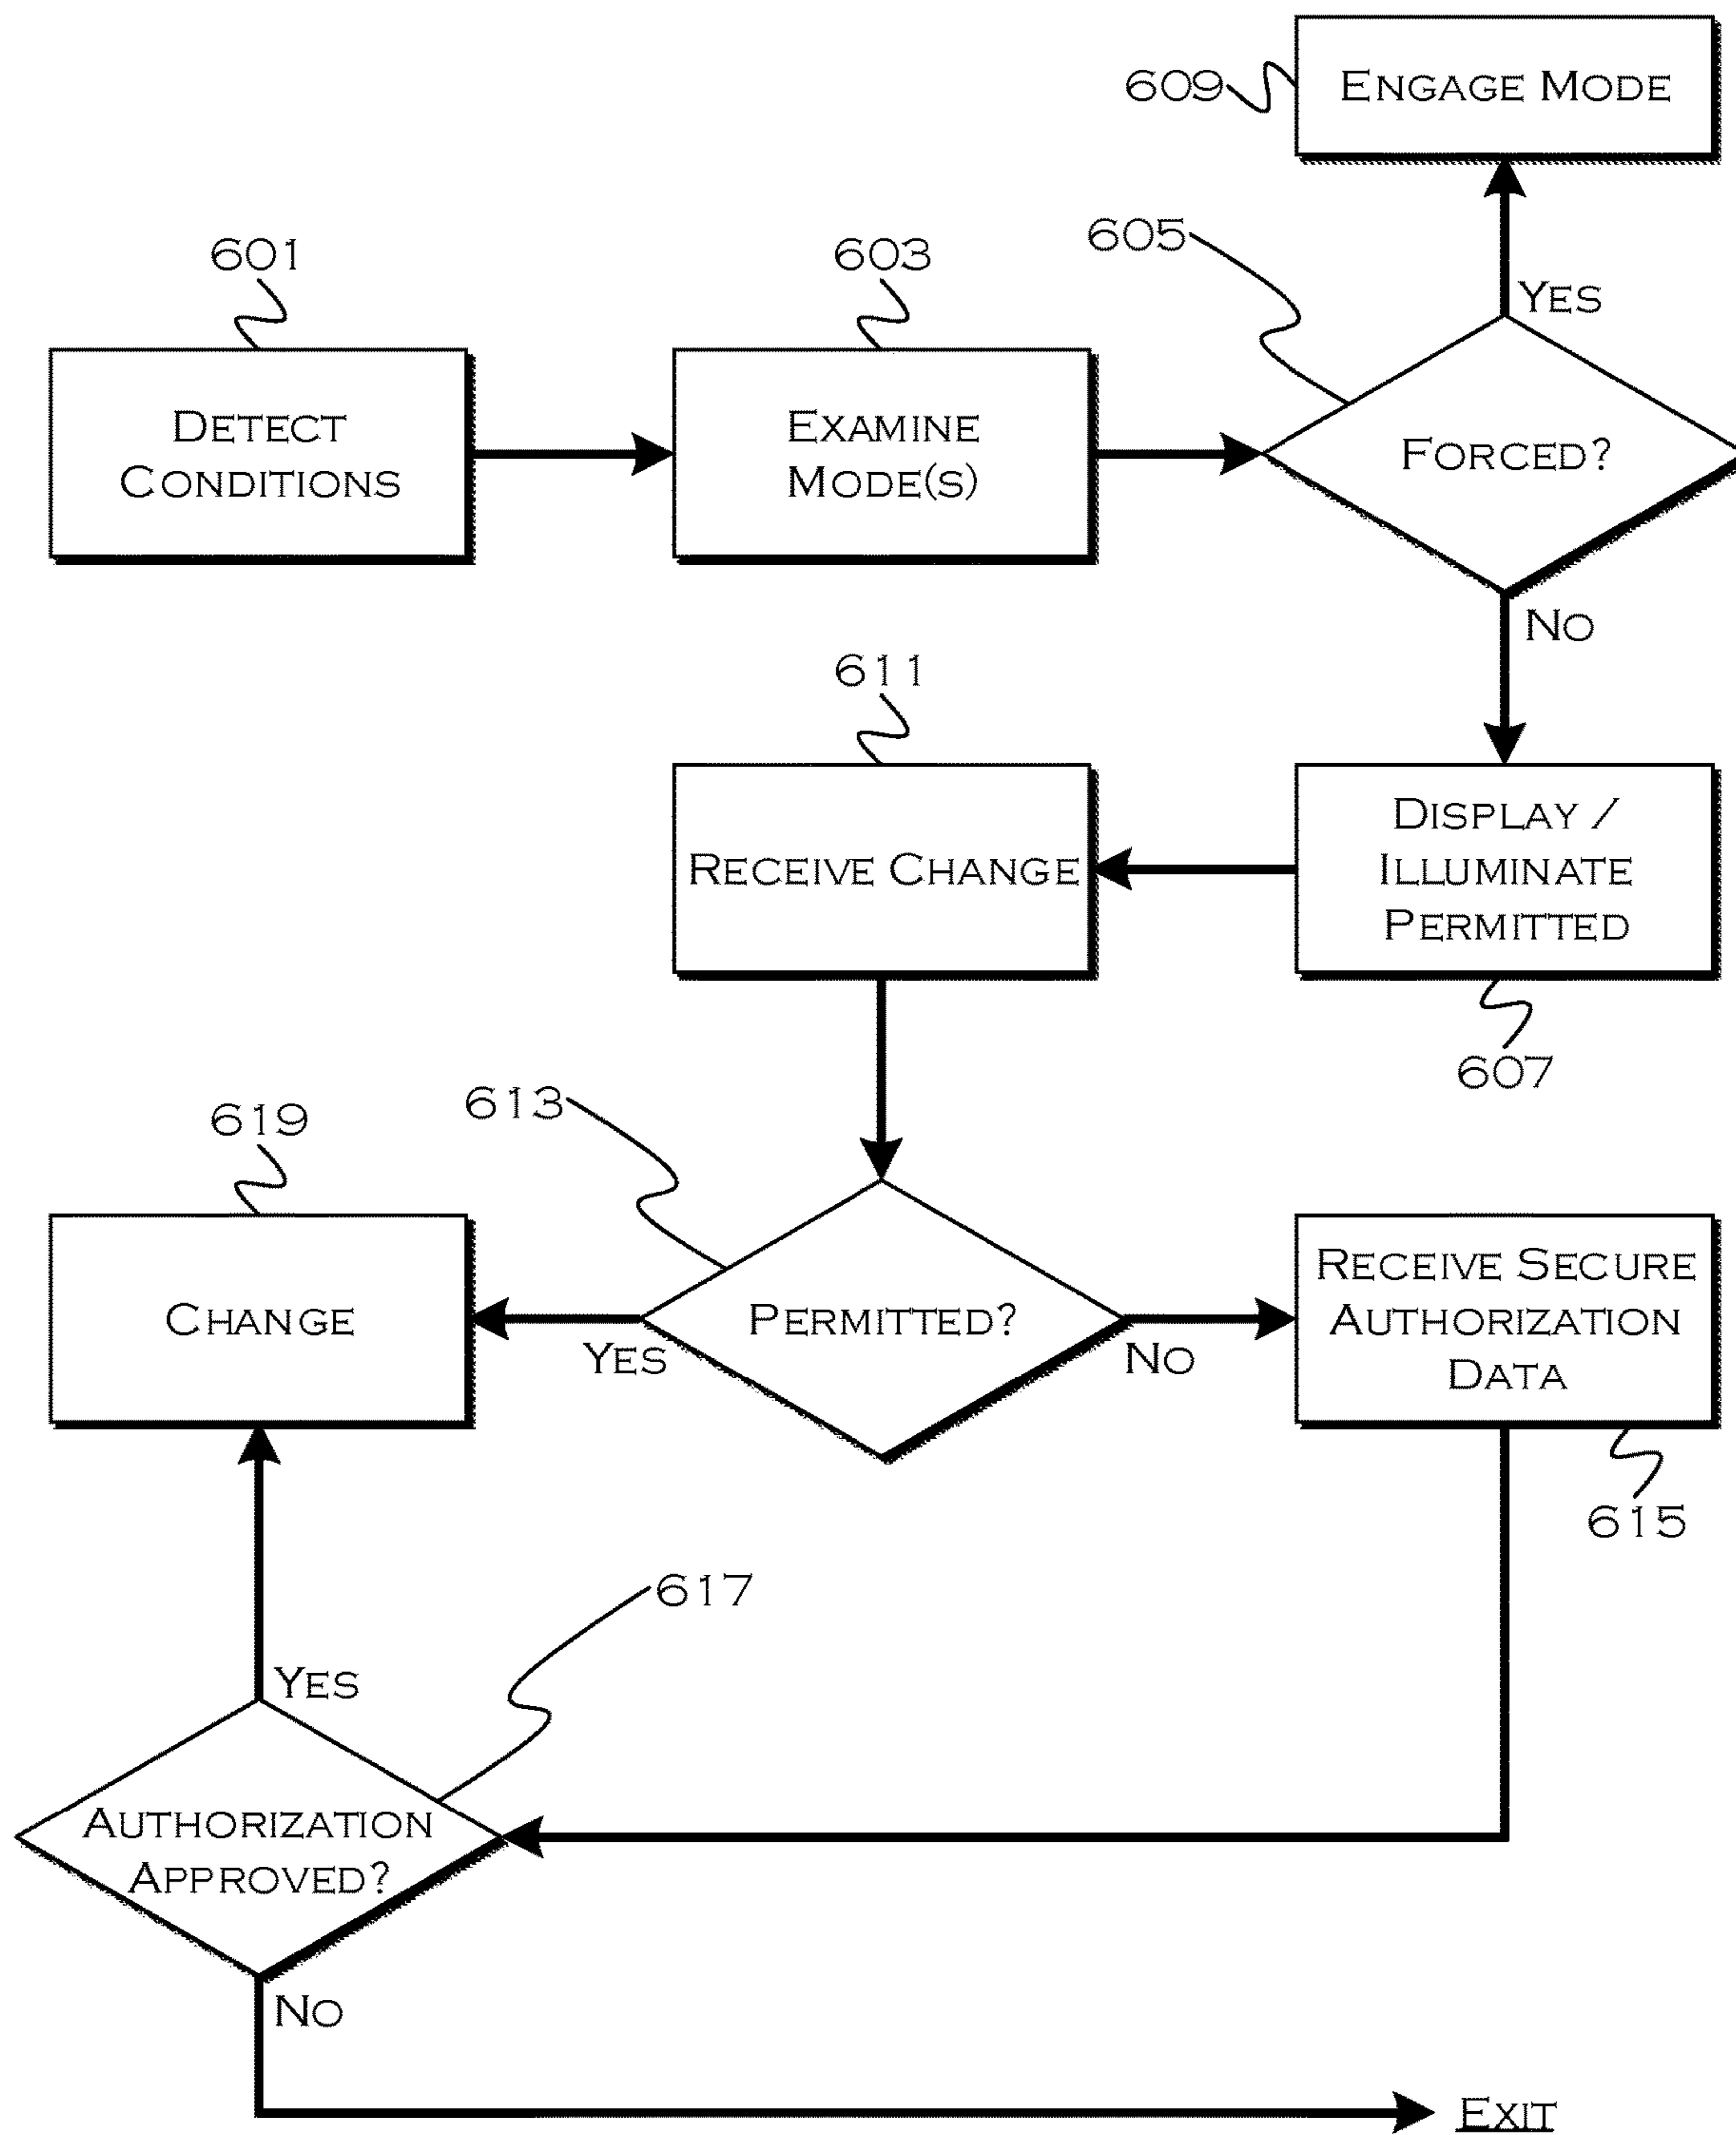 609
ENGAGE MODE
601
603
605
YES
DETECT
CONDITIONS
EXAMINE
MODE(S)
FORCED?
NO
611
RECEIVE CHANGE
DISPLAY /
ILLUMINATE
PERMITTED
607
613
619
CHANGE
PERMITTED?
YES
NO
RECEIVE SECURE
AUTHORIZATION
DATA
615
617
YES
AUTHORIZATION
APPROVED?
NO
EXIT